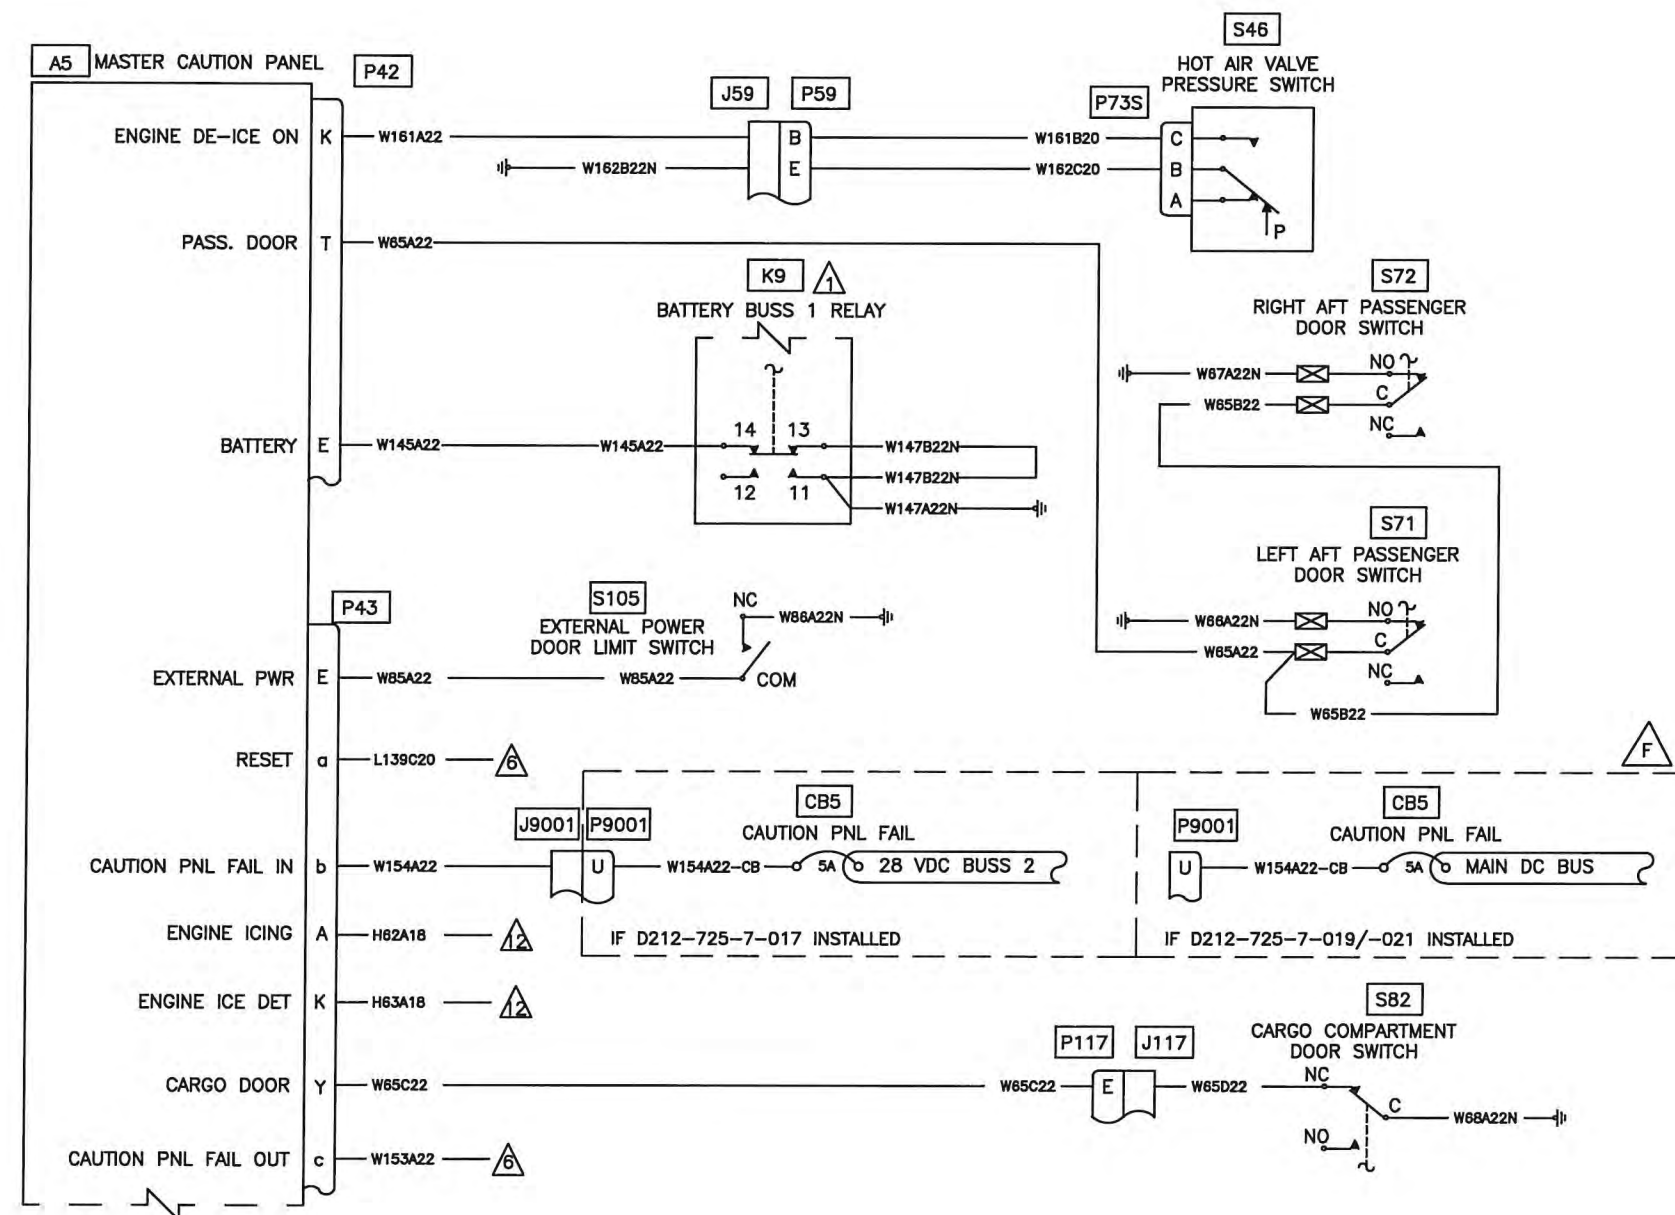 S46
A5 MASTER CAUTION PANEL
P42
HOT AIR VALVE
PRESSURE SWITCH
J59 P59
P73S
ENGINE DE-ICE ON K W161A22 B W161B20 C
W162B22N E W162C20 B
A
P
PASS. DOOR T W65A22
K9 1
BATTERY BUSS 1 RELAY
S72
RIGHT AFT PASSENGER
DOOR SWITCH
W67A22N NO
W65B22 C
NC
14 13
BATTERY E W145A22 W145A22 W147B22N
W147B22N
12 11
W147A22N
S71
LEFT AFT PASSENGER
DOOR SWITCH
W66A22N NO
W65A22 C
NC
W65B22
P43
S105
EXTERNAL POWER
DOOR LIMIT SWITCH
NC
W86A22N
EXTERNAL PWR E W85A22 W85A22 COM
F
RESET a L139C20 6
J9001 P9001
CB5
CAUTION PNL FAIL
P9001
CB5
CAUTION PNL FAIL
CAUTION PNL FAIL IN b W154A22 U W154A22-CB 5A 28 VDC BUSS 2 U W154A22-CB 5A MAIN DC BUS
ENGINE ICING A H62A18 12
IF D212-725-7-017 INSTALLED IF D212-725-7-019/-021 INSTALLED
ENGINE ICE DET K H63A18 12
S82
CARGO COMPARTMENT
DOOR SWITCH
P117 J117
NC
CARGO DOOR Y W65C22 W65C22 E W65D22
C W68A22N
NO
CAUTION PNL FAIL OUT c W153A22 6